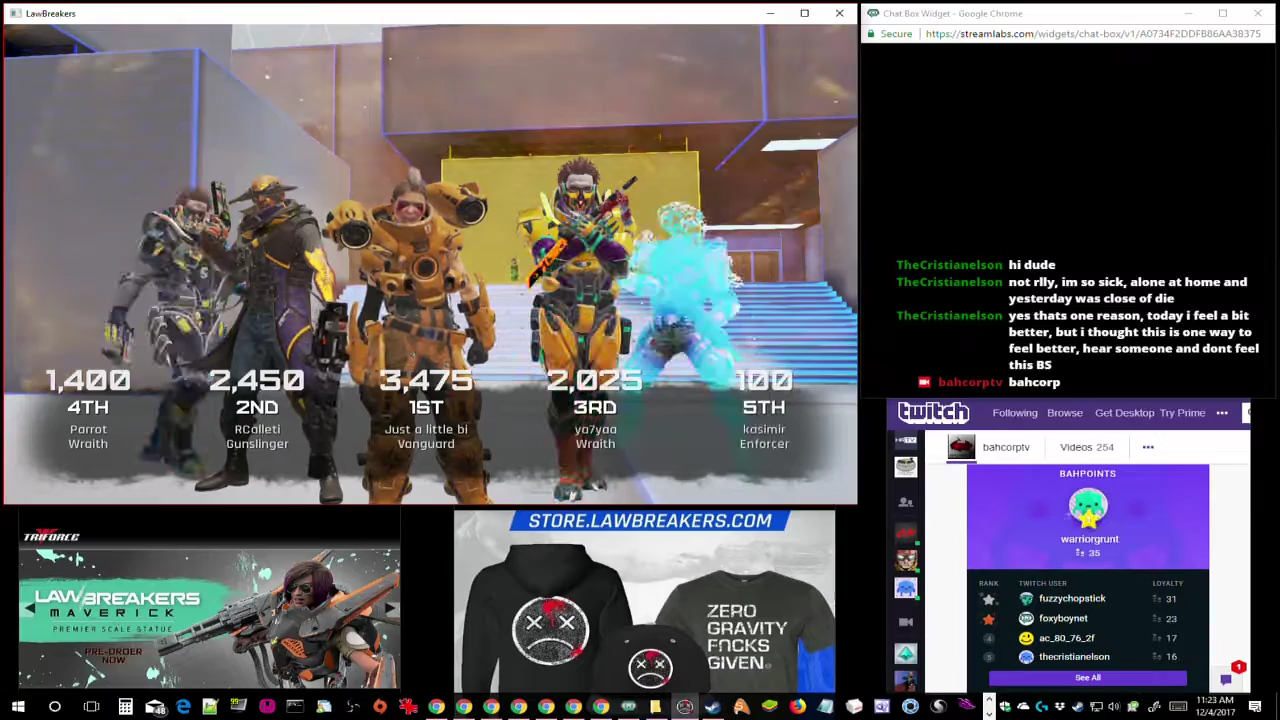 LawBreakers
1,400
4TH
Parrot
Wraith
2,450
2ND
RColleti
Gunslinger
3,475
1ST
Just a little bi
Vanguard
2,025
3RD
ya7yaa
Wraith
100
5TH
kasimir
Enforcer
Chat Box Widget - Google Chrome
Secure https://streamlabs.com/widgets/chat-box/v1/A0734F2DDFB86AA38375
TheCristianelson hi dude
TheCristianelson not rlly, im so sick, alone at home and
yesterday was close of die
TheCristianelson yes thats one reason, today i feel a bit
better, but i thought this is one way to
feel better, hear someone and dont feel
this BS
bahcorptv bahcorp
twitch Following Browse Get Desktop Try Prime
bahcorptv Videos 254
BAHPOINTS
warriorgrunt
35
RANK TWITCH USER LOYALTY
fuzzychopstick 31
foxyboynet 23
4 ac_80_76_2f 17
5 thecristianelson 16
See All
1
TRIFORCE
LAWBREAKERS
MAVERICK
PREMIER SCALE STATUE
PRE-ORDER
NOW
STORE.LAWBREAKERS.COM
ZERO
GRAVITY
FUCKS
GIVEN
48
11:23 AM
12/4/2017